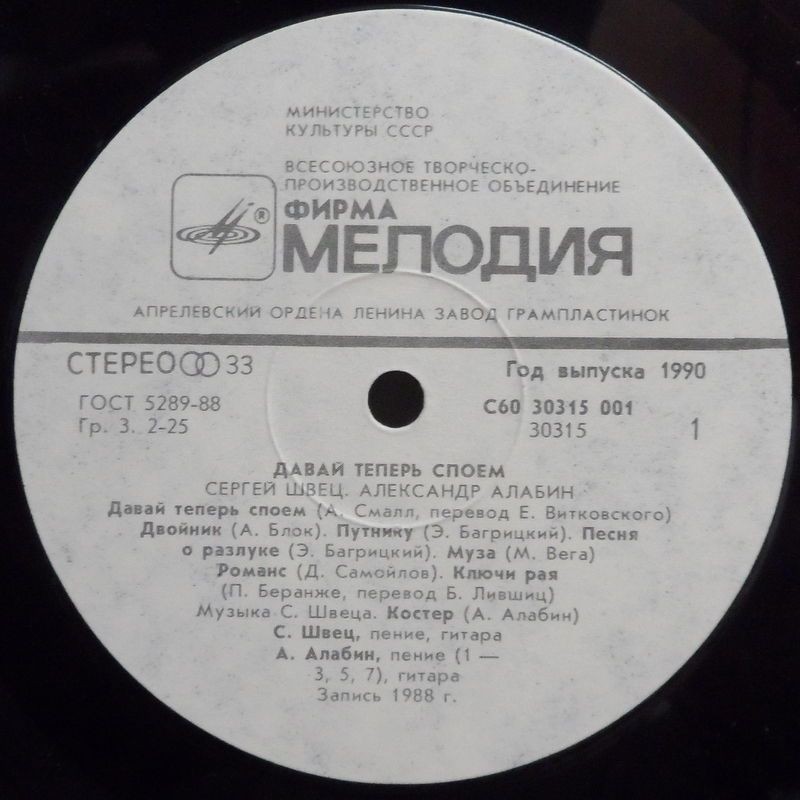 МИНИСТЕРСТВО
КУЛЬТУРЫ СССР
ВСЕСОЮЗНОЕ ТВОРЧЕСКО-
ПРОИЗВОДСТВЕННОЕ ОБЪЕДИНЕНИЕ
®
ФИРМА
МЕЛОДИЯ
АПРЕЛЕВСКИЙ ОРДЕНА ЛЕНИНА ЗАВОД ГРАМПЛАСТИНОК
СТЕРЕО 33
Год выпуска 1990
ГОСТ 5289-88
С60 30315 001
Гр. 3. 2-25
30315
1
ДАВАЙ ТЕПЕРЬ СПОЕМ
СЕРГЕЙ ШВЕЦ. АЛЕКСАНДР АЛАБИН
Давай теперь споем (А. Смалл, перевод Е. Витковского)
Двойник (А. Блок). Путнику (Э. Багрицкий). Песня
о разлуке (Э. Багрицкий). Муза (М. Вега)
Романс (Д. Самойлов). Ключи рая
(П. Беранже, перевод Б. Лившиц)
Музыка С. Швеца. Костер (А. Алабин)
С. Швец, пение, гитара
А. Алабин, пение (1 —
3, 5, 7), гитара
Запись 1988 г.